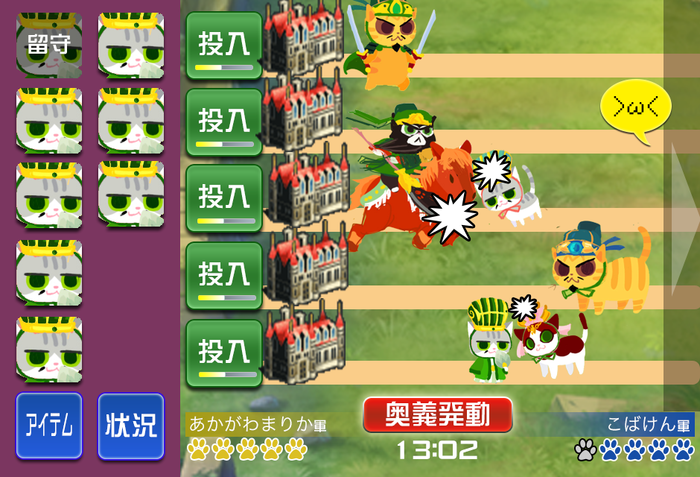 留守
投入
投入
投入
投入
投入
>ω<
アイテム
状況
奥義発動
あかがわまりか軍
13:02
こばけん軍